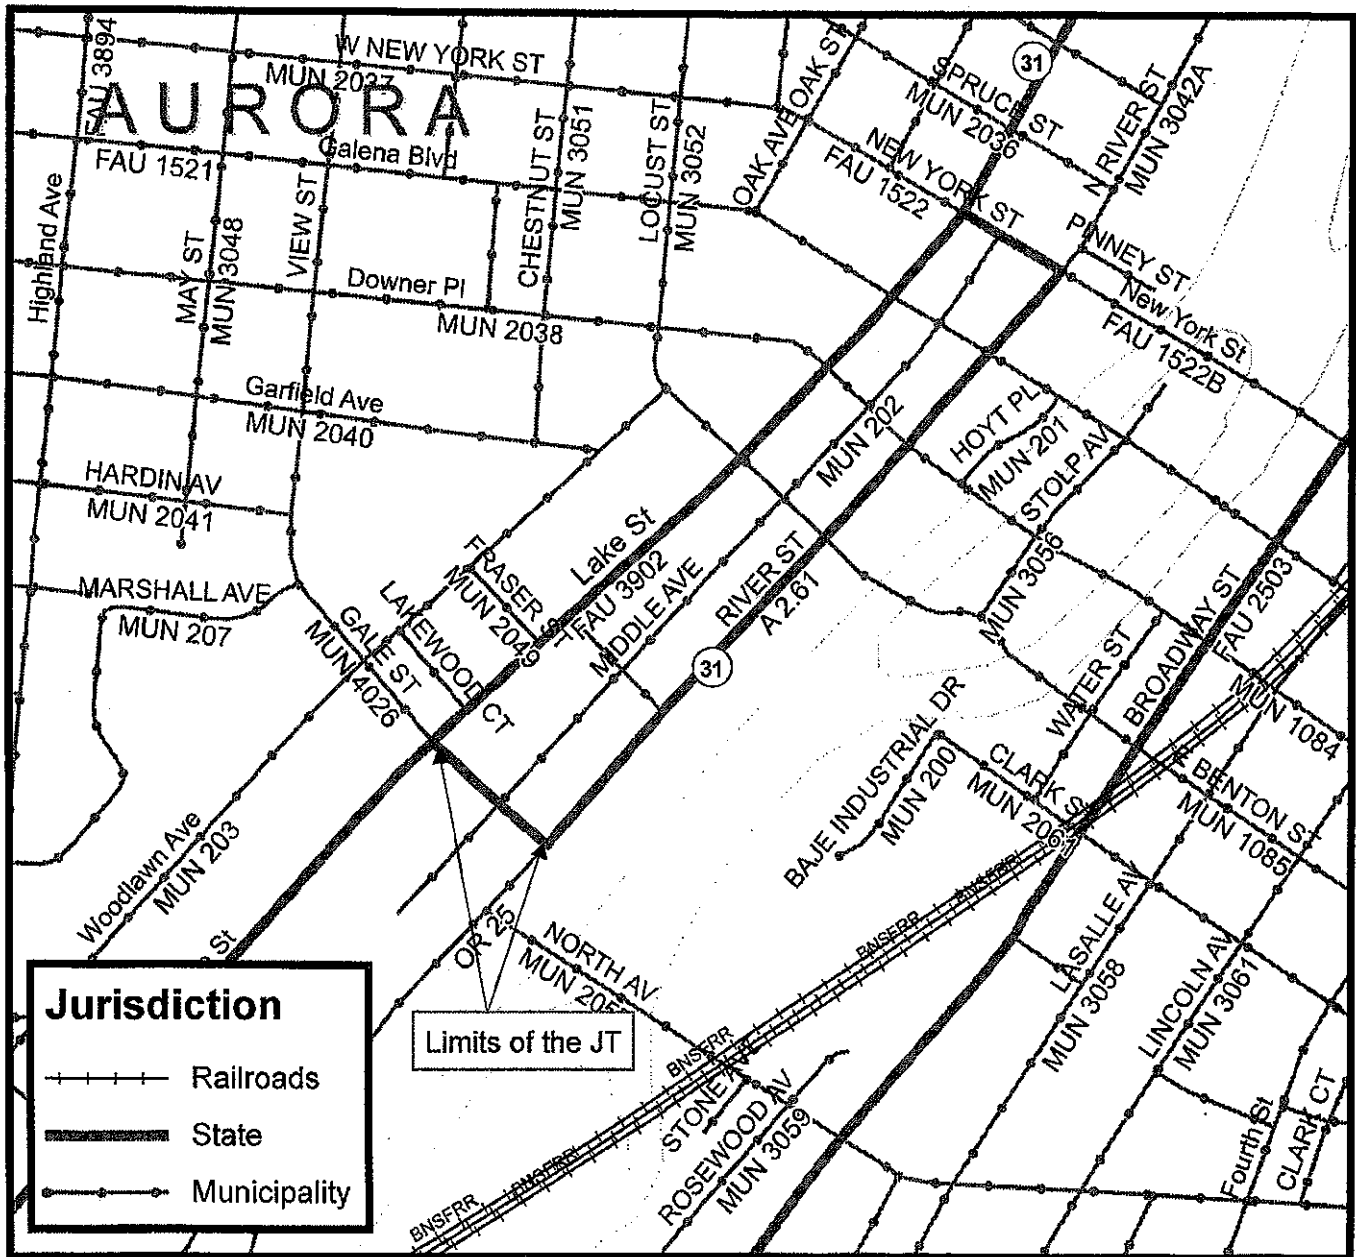 FAU 3894
W NEW YORK ST
MUN 2037
AURORA
Galena Blvd
FAU 1521
CHESTNUT ST
MUN 3051
LOCUST ST
MUN 3052
OAK AVE
OAK ST
31
SPRUCE ST
MUN 2036
N RIVER ST
MUN 3042A
NEW YORK ST
FAU 1522
PINNEY ST
New York St
FAU 1522B
Highland Ave
MAY ST
MUN 3048
VIEW ST
Downer Pl
MUN 2038
Garfield Ave
MUN 2040
HARDIN AV
MUN 2041
MARSHALL AVE
MUN 207
GALE ST
MUN 4026
LAKEWOOD CT
FRASER ST
MUN 2049
Lake St
FAU 3902
MIDDLE AVE
MUN 202
RIVER ST
A 2.61
31
HOYT PL
MUN 201
STOLP AV
MUN 3056
WATER ST
BROADWAY ST
FAU 2503
MUN 1084
E BENTON ST
MUN 1085
BAJE INDUSTRIAL DR
MUN 200
CLARK ST
MUN 2061
Woodlawn Ave
MUN 203
St
OR 25
NORTH AV
LASALLE AV
MUN 3058
LINCOLN AV
MUN 3061
BNSFRR
BNSFRR
BNSFRR
BNSFRR
BNSFRR
STONE AV
ROSEWOOD AV
MUN 3059
Fourth St
CLARK CT
Limits of the JT
Jurisdiction
Railroads
State
Municipality